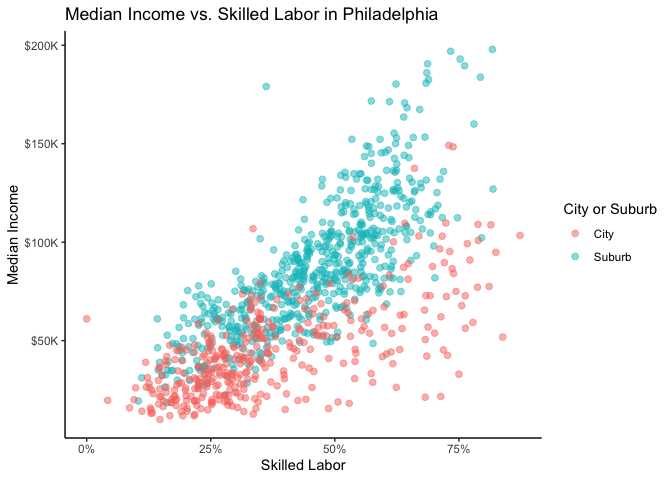 Median Income vs. Skilled Labor in Philadelphia
$200K
$150K
$100K
$50K
Median Income
0%
25%
50%
75%
Skilled Labor
City or Suburb
City
Suburb